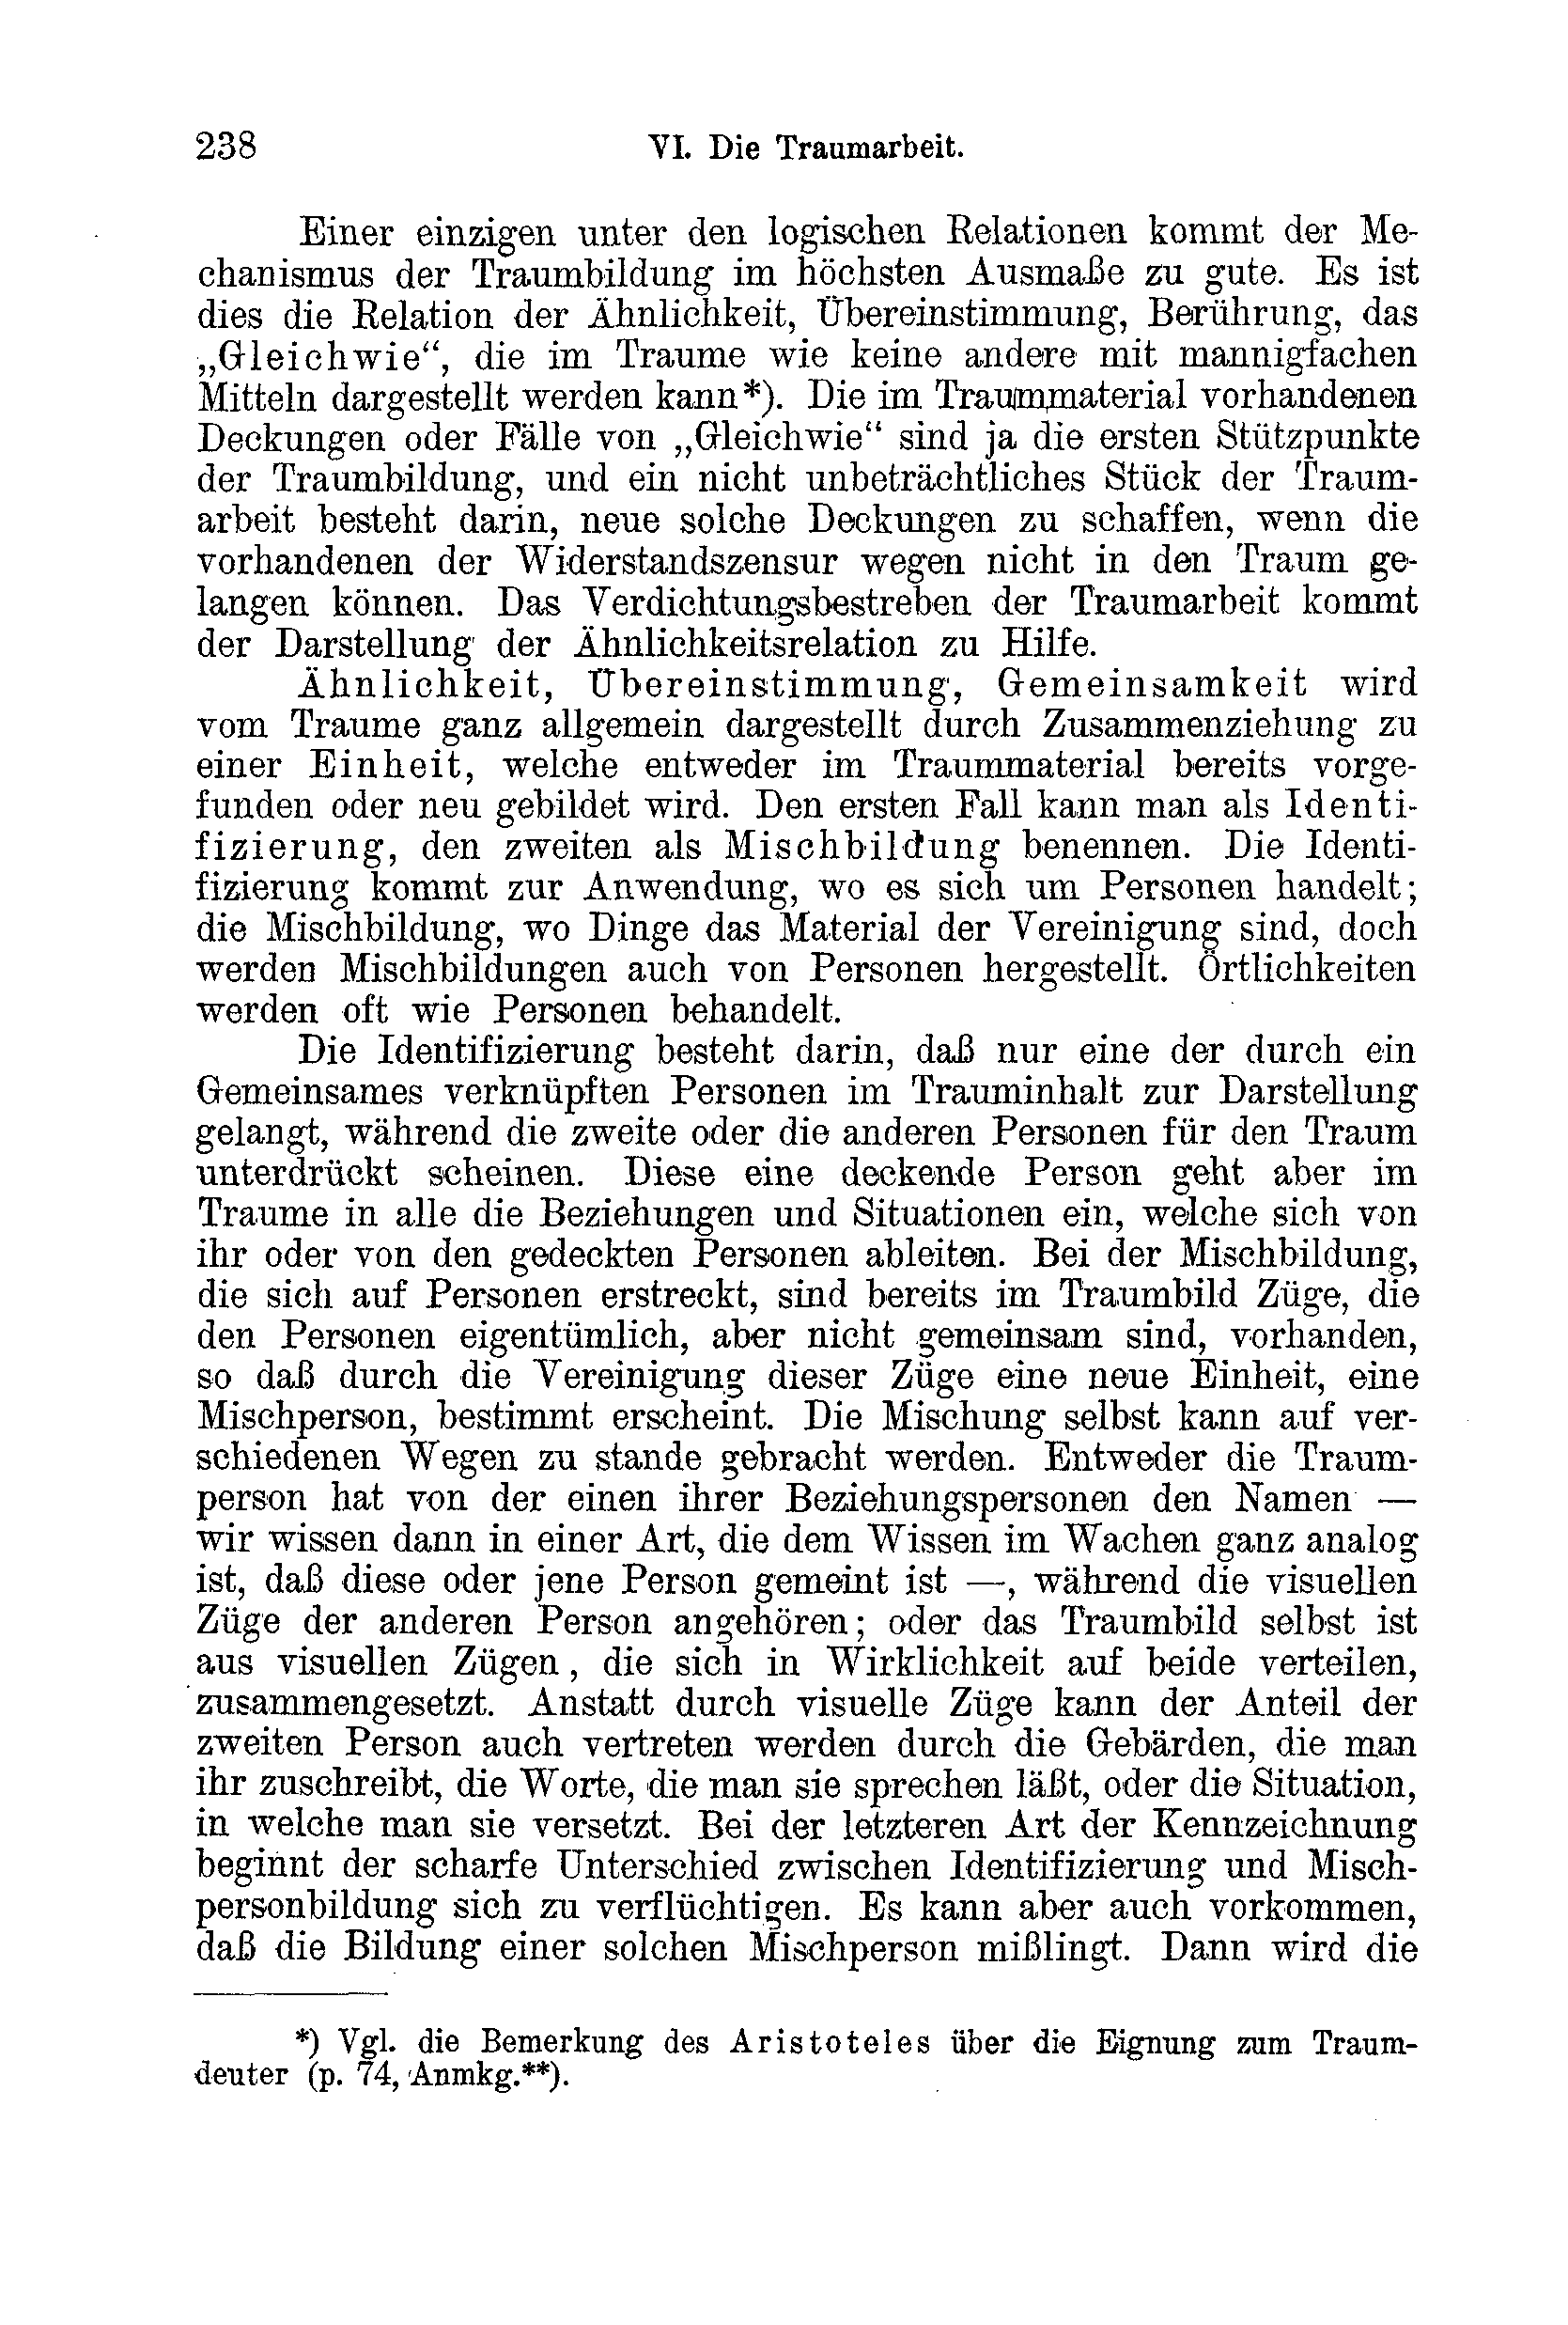 238
VI. Die Traumarbeit.
Einer einzigen unter den logischen Relationen kommt der Me-
chanismus der Traumbildung im höchsten Ausmaße zu gute. Es ist
dies die Relation der Ähnlichkeit, Übereinstimmung, Berührung, das
„Gleichwie“, die im Traume wie keine andere mit mannigfachen
Mitteln dargestellt werden kann*). Die im Traummaterial vorhandenen
Deckungen oder Fälle von „Gleichwie“ sind ja die ersten Stützpunkte
der Traumbildung, und ein nicht unbeträchtliches Stück der Traum-
arbeit besteht darin, neue solche Deckungen zu schaffen, wenn die
vorhandenen der Widerstandszensur wegen nicht in den Traum ge-
langen können. Das Verdichtungsbestreben der Traumarbeit kommt
der Darstellung der Ähnlichkeitsrelation zu Hilfe.
Ähnlichkeit, Übereinstimmung, Gemeinsamkeit wird
vom Traume ganz allgemein dargestellt durch Zusammenziehung zu
einer Einheit, welche entweder im Traummaterial bereits vorge-
funden oder neu gebildet wird. Den ersten Fall kann man als Identi-
fizierung, den zweiten als Mischbildung benennen. Die Identi-
fizierung kommt zur Anwendung, wo es sich um Personen handelt;
die Mischbildung, wo Dinge das Material der Vereinigung sind, doch
werden Mischbildungen auch von Personen hergestellt. Örtlichkeiten
werden oft wie Personen behandelt.
Die Identifizierung besteht darin, daß nur eine der durch ein
Gemeinsames verknüpften Personen im Trauminhalt zur Darstellung
gelangt, während die zweite oder die anderen Personen für den Traum
unterdrückt scheinen. Diese eine deckende Person geht aber im
Traume in alle die Beziehungen und Situationen ein, welche sich von
ihr oder von den gedeckten Personen ableiten. Bei der Mischbildung,
die sich auf Personen erstreckt, sind bereits im Traumbild Züge, die
den Personen eigentümlich, aber nicht gemeinsam sind, vorhanden,
so daß durch die Vereinigung dieser Züge eine neue Einheit, eine
Mischperson, bestimmt erscheint. Die Mischung selbst kann auf ver-
schiedenen Wegen zu stande gebracht werden. Entweder die Traum-
person hat von der einen ihrer Beziehungspersonen den Namen —
wir wissen dann in einer Art, die dem Wissen im Wachen ganz analog
ist, daß diese oder jene Person gemeint ist —, während die visuellen
Züge der anderen Person angehören; oder das Traumbild selbst ist
aus visuellen Zügen, die sich in Wirklichkeit auf beide verteilen,
zusammengesetzt. Anstatt durch visuelle Züge kann der Anteil der
zweiten Person auch vertreten werden durch die Gebärden, die man
ihr zuschreibt, die Worte, die man sie sprechen läßt, oder die Situation,
in welche man sie versetzt. Bei der letzteren Art der Kennzeichnung
beginnt der scharfe Unterschied zwischen Identifizierung und Misch-
personbildung sich zu verflüchtigen. Es kann aber auch vorkommen,
daß die Bildung einer solchen Mischperson mißlingt. Dann wird die
*) Vgl. die Bemerkung des Aristoteles über die Eignung zum Traum-
deuter (p. 74, Anmkg.**).